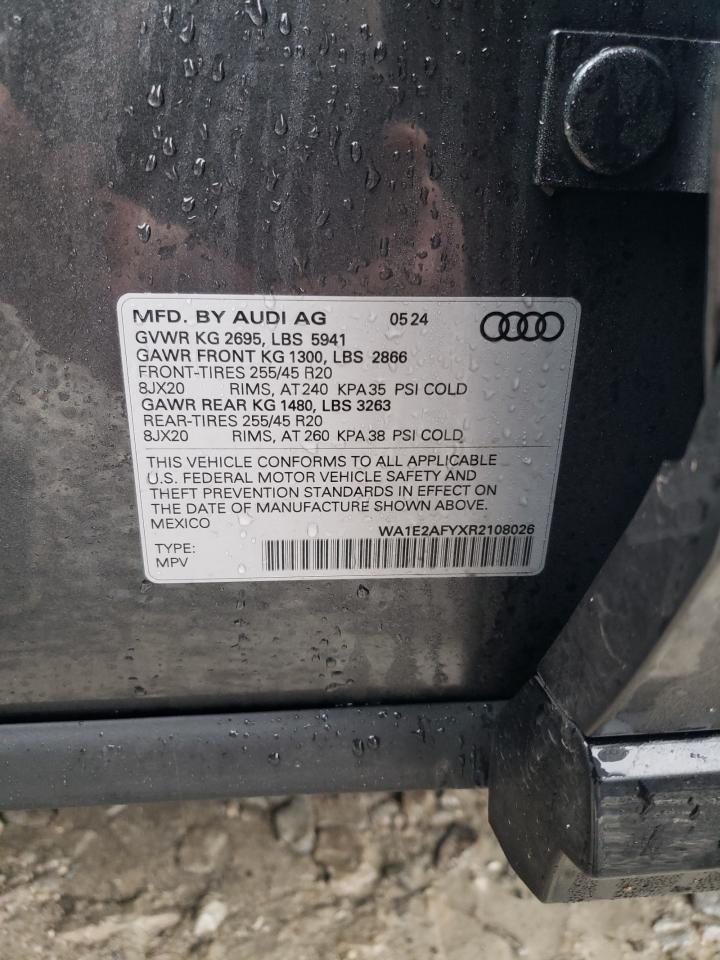 MFD. BY AUDI AG 05 24
GVWR KG 2695, LBS 5941
GAWR FRONT KG 1300, LBS 2866
FRONT-TIRES 255/45 R20
8JX20 RIMS, AT 240 KPA 35 PSI COLD
GAWR REAR KG 1480, LBS 3263
REAR-TIRES 255/45 R20
8JX20 RIMS, AT 260 KPA 38 PSI COLD
THIS VEHICLE CONFORMS TO ALL APPLICABLE
U.S. FEDERAL MOTOR VEHICLE SAFETY AND
THEFT PREVENTION STANDARDS IN EFFECT ON
THE DATE OF MANUFACTURE SHOWN ABOVE.
MEXICO WA1E2AFYXR2108026
TYPE:
MPV